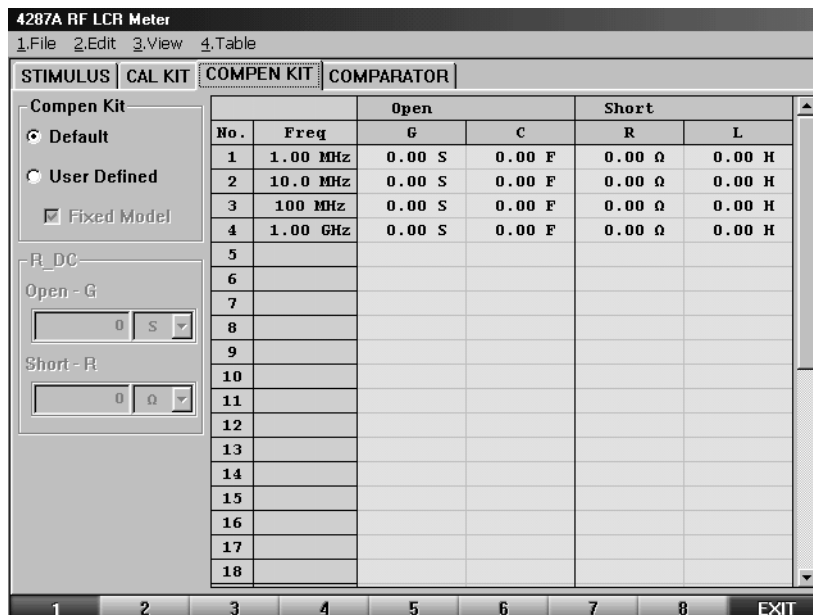 4287A RF LCR Meter
1.File 2.Edit 3.View 4.Table
STIMULUS CAL KIT COMPEN KIT COMPARATOR
Compen Kit
Default
User Defined
Fixed Model
R_DC
Open - G
0 S
Short - R
0 Ω
Open Short
No. Freq G C R L
1 1.00 MHz 0.00 S 0.00 F 0.00 Ω 0.00 H
2 10.0 MHz 0.00 S 0.00 F 0.00 Ω 0.00 H
3 100 MHz 0.00 S 0.00 F 0.00 Ω 0.00 H
4 1.00 GHz 0.00 S 0.00 F 0.00 Ω 0.00 H
5
6
7
8
9
10
11
12
13
14
15
16
17
18
1 2 3 4 5 6 7 8 EXIT